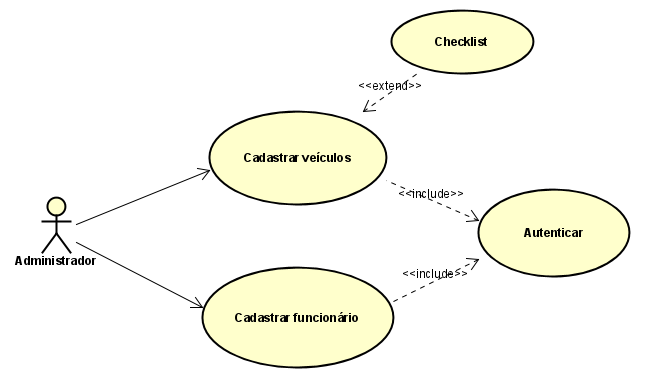 Checklist
<<extend>>
Cadastrar veículos
<<include>>
Autenticar
Administrador
<<include>>
Cadastrar funcionário